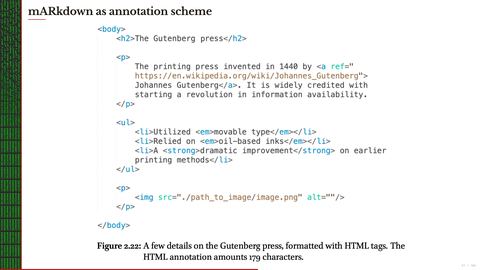 mARkdown as annotation scheme
<body>
<h2>The Gutenberg press</h2>
<p>
The printing press invented in 1440 by <a ref="
https://en.wikipedia.org/wiki/Johannes_Gutenberg">
Johannes Gutenberg</a>. It is widely credited with
starting a revolution in information availability.
</p>
<ul>
<li>Utilized <em>movable type</em></li>
<li>Relied on <em>oil-based inks</em></li>
<li>A <strong>dramatic improvement</strong> on earlier
printing methods</li>
</ul>
<p>
<img src="./path_to_image/image.png" alt=""/>
</p>
</body>
Figure 2.22: A few details on the Gutenberg press, formatted with HTML tags. The
HTML annotation amounts 179 characters.